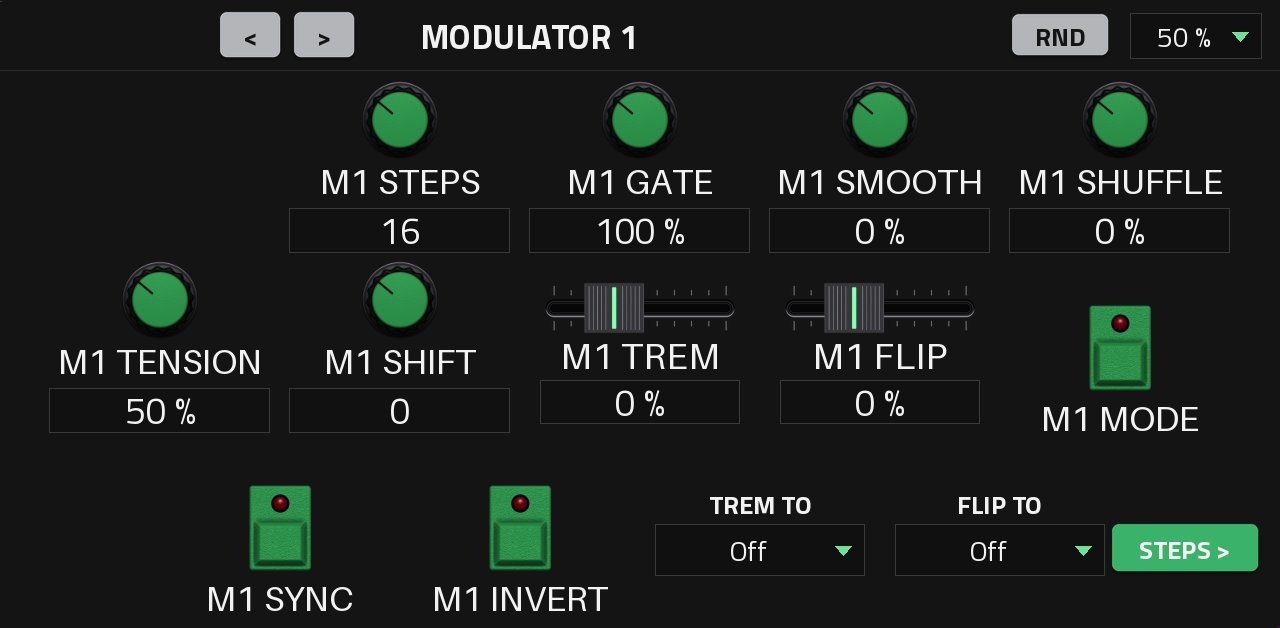 < > MODULATOR 1 RND 50 %
M1 STEPS M1 GATE M1 SMOOTH M1 SHUFFLE
16 100 % 0 % 0 %
M1 TENSION M1 SHIFT M1 TREM M1 FLIP
50 % 0 0 % 0 %
M1 MODE
TREM TO FLIP TO
Off Off STEPS >
M1 SYNC M1 INVERT